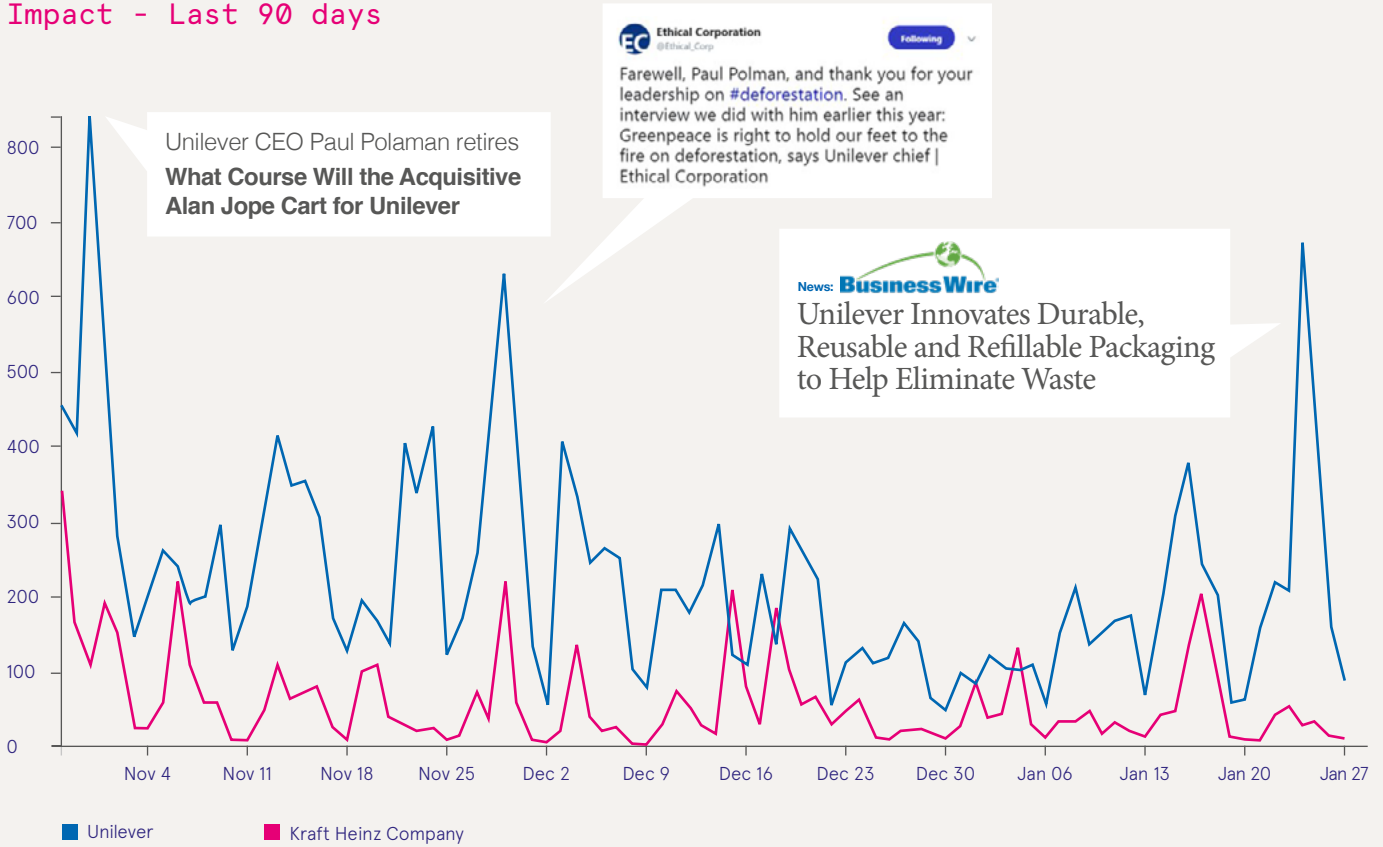 Impact - Last 90 days
Ethical Corporation
@Ethical_Corp
Following
Farewell, Paul Polman, and thank you for your
leadership on #deforestation. See an
interview we did with him earlier this year:
Greenpeace is right to hold our feet to the
fire on deforestation, says Unilever chief |
Ethical Corporation
Unilever CEO Paul Polaman retires
What Course Will the Acquisitive
Alan Jope Cart for Unilever
News: BusinessWire
Unilever Innovates Durable,
Reusable and Refillable Packaging
to Help Eliminate Waste
800
700
600
500
400
300
200
100
0
Nov 4 Nov 11 Nov 18 Nov 25 Dec 2 Dec 9 Dec 16 Dec 23 Dec 30 Jan 06 Jan 13 Jan 20 Jan 27
Unilever Kraft Heinz Company